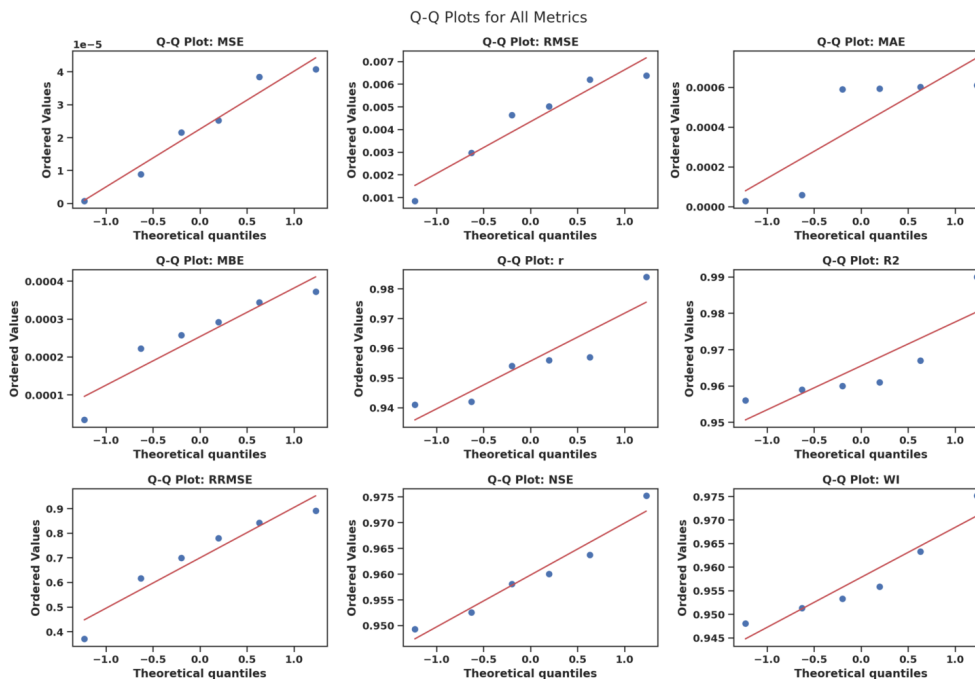 Q-Q Plots for All Metrics
Q-Q Plot: MSE
1e−5
Ordered Values
4
3
2
1
0
−1.0 −0.5 0.0 0.5 1.0
Theoretical quantiles
Q-Q Plot: RMSE
Ordered Values
0.007
0.006
0.005
0.004
0.003
0.002
0.001
−1.0 −0.5 0.0 0.5 1.0
Theoretical quantiles
Q-Q Plot: MAE
Ordered Values
0.0006
0.0004
0.0002
0.0000
−1.0 −0.5 0.0 0.5 1.0
Theoretical quantiles
Q-Q Plot: MBE
Ordered Values
0.0004
0.0003
0.0002
0.0001
−1.0 −0.5 0.0 0.5 1.0
Theoretical quantiles
Q-Q Plot: r
Ordered Values
0.98
0.97
0.96
0.95
0.94
−1.0 −0.5 0.0 0.5 1.0
Theoretical quantiles
Q-Q Plot: R2
Ordered Values
0.99
0.98
0.97
0.96
0.95
−1.0 −0.5 0.0 0.5 1.0
Theoretical quantiles
Q-Q Plot: RRMSE
Ordered Values
0.9
0.8
0.7
0.6
0.5
0.4
−1.0 −0.5 0.0 0.5 1.0
Theoretical quantiles
Q-Q Plot: NSE
Ordered Values
0.975
0.970
0.965
0.960
0.955
0.950
−1.0 −0.5 0.0 0.5 1.0
Theoretical quantiles
Q-Q Plot: WI
Ordered Values
0.975
0.970
0.965
0.960
0.955
0.950
0.945
−1.0 −0.5 0.0 0.5 1.0
Theoretical quantiles